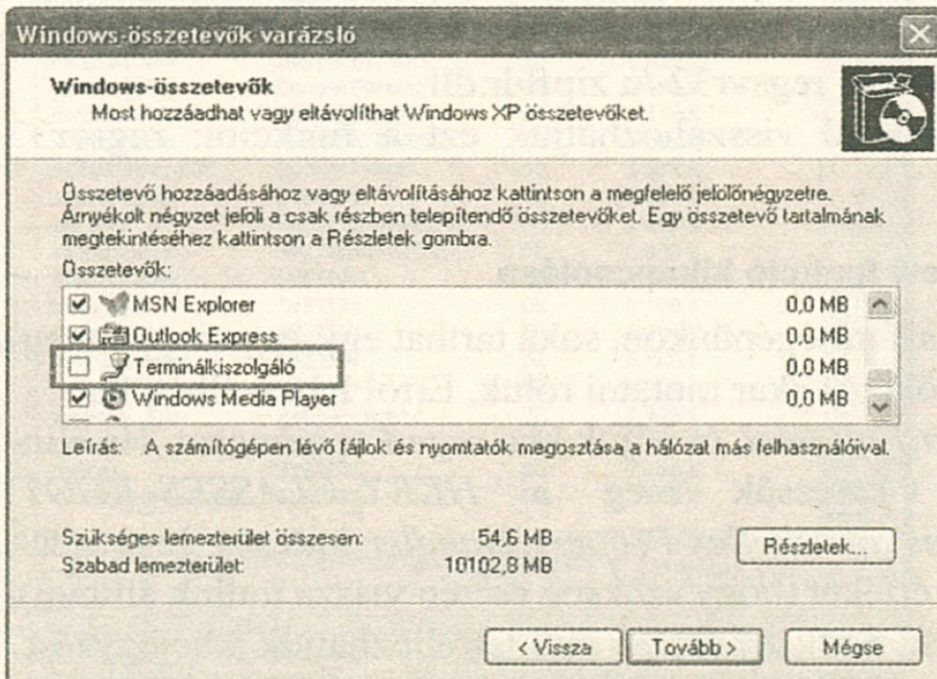 Windows-összetevők varázsló
Windows-összetevők
Most hozzáadhat vagy eltávolíthat Windows XP összetevőket.
Összetevő hozzáadásához vagy eltávolításához kattintson a megfelelő jelölőnégyzetre.
Árnyékolt négyzet jelöli a csak részben telepítendő összetevőket. Egy összetevő tartalmának
megtekintéséhez kattintson a Részletek gombra.
Összetevők:
MSN Explorer 0,0 MB
Outlook Express 0,0 MB
Terminálkiszolgáló 0,0 MB
Windows Media Player 0,0 MB
Leírás: A számítógépen lévő fájlok és nyomtatók megosztása a hálózat más felhasználóival.
Szükséges lemezterület összesen: 54,6 MB
Szabad lemezterület: 10102,8 MB
Részletek...
< Vissza Tovább > Mégse